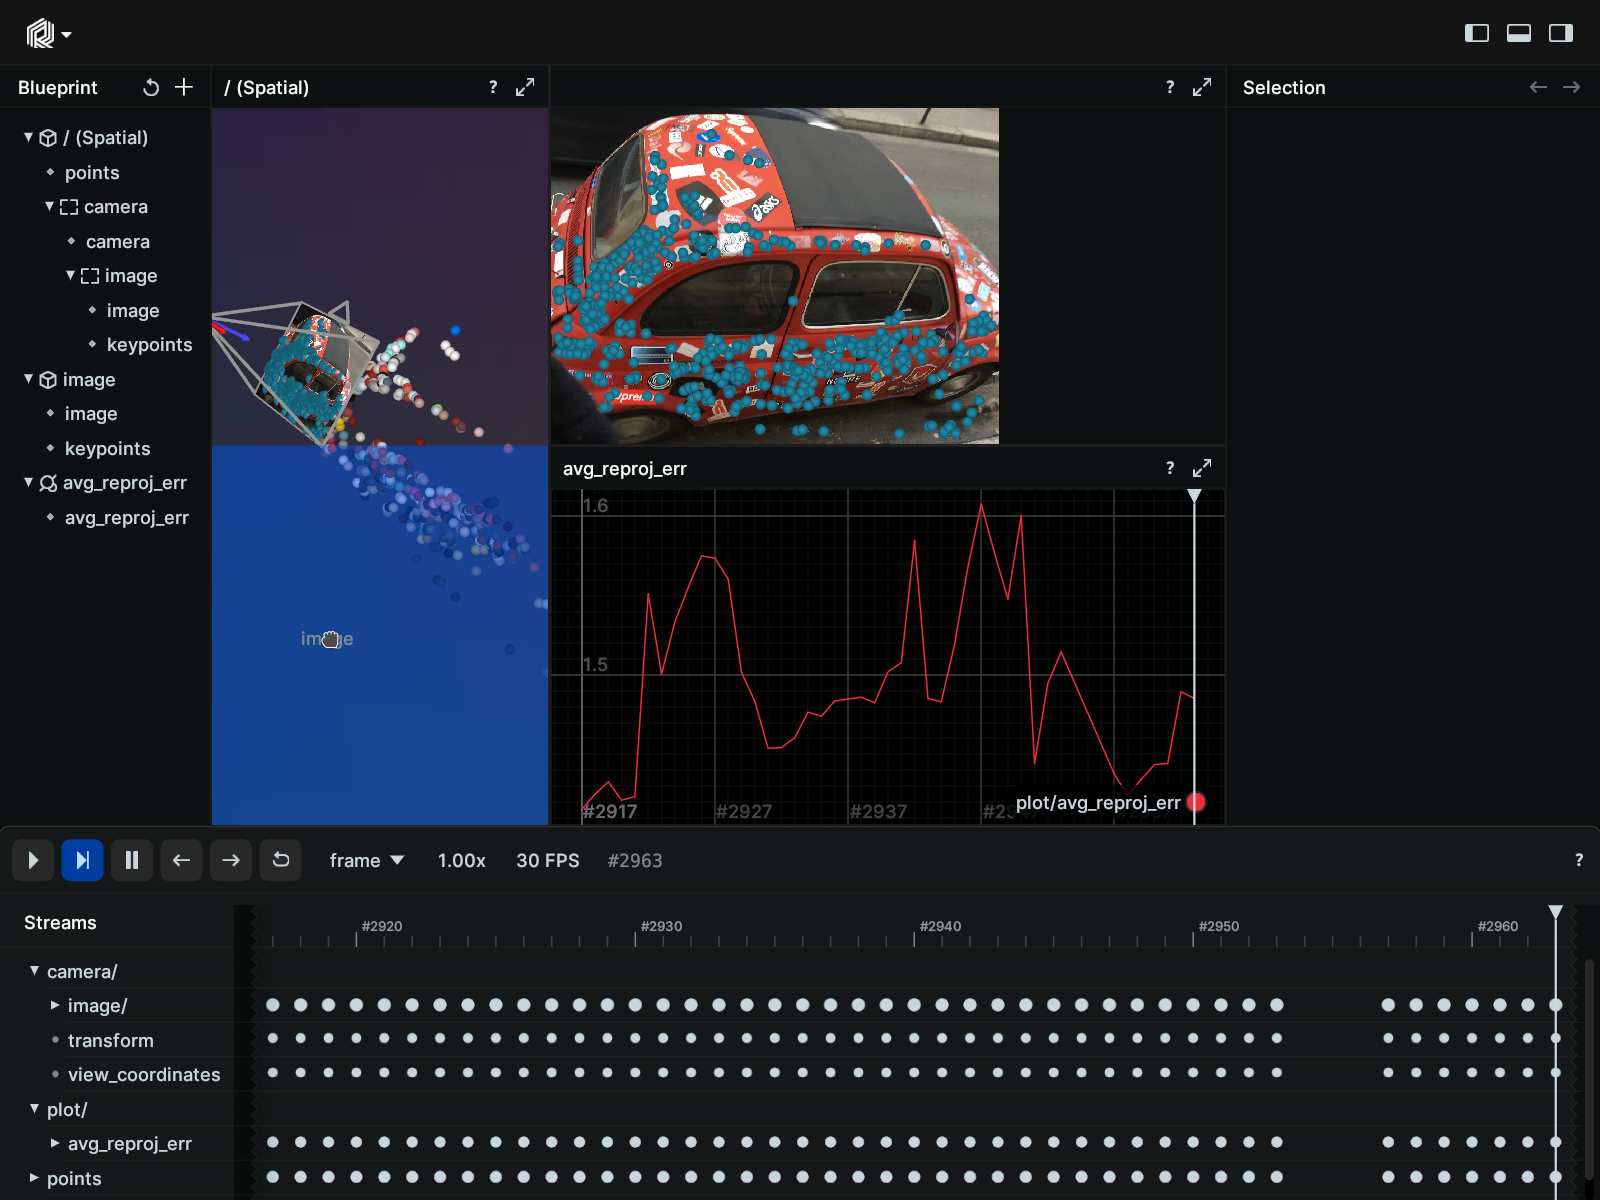 Blueprint
/ (Spatial)
?
?
Selection
/ (Spatial)
points
camera
camera
image
image
keypoints
image
image
keypoints
avg_reproj_err
avg_reproj_err
asics
image
avg_reproj_err
?
1.6
1.5
#2917
#2927
#2937
plot/avg_reproj_err
frame
1.00x
30 FPS
#2963
?
Streams
#2920
#2930
#2940
#2950
#2960
camera/
image/
transform
view_coordinates
plot/
avg_reproj_err
points